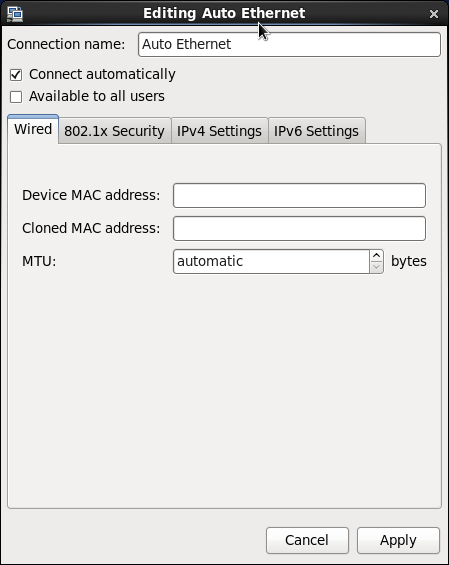 Editing Auto Ethernet
Connection name: Auto Ethernet
Connect automatically
Available to all users
Wired 802.1x Security IPv4 Settings IPv6 Settings
Device MAC address:
Cloned MAC address:
MTU: automatic bytes
Cancel Apply